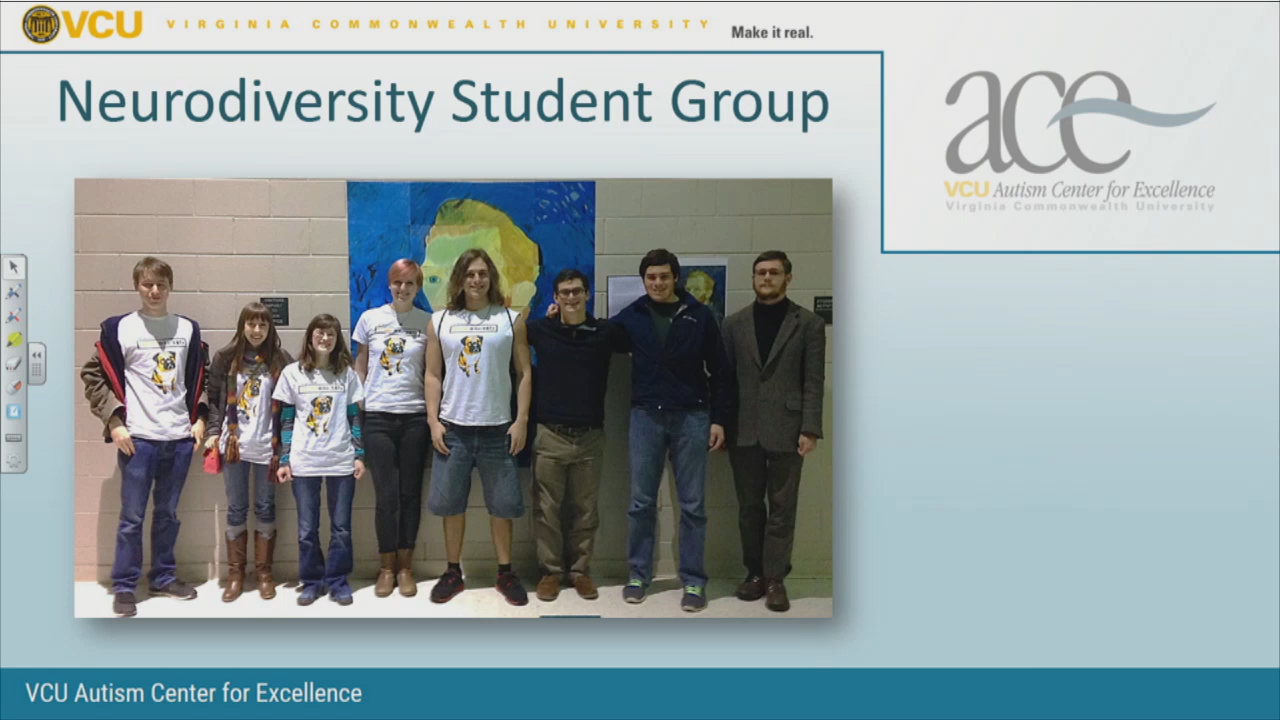 VCU VIRGINIA COMMONWEALTH UNIVERSITY Make it real.
Neurodiversity Student Group
ace
VCU Autism Center for Excellence
Virginia Commonwealth University
VCU Autism Center for Excellence